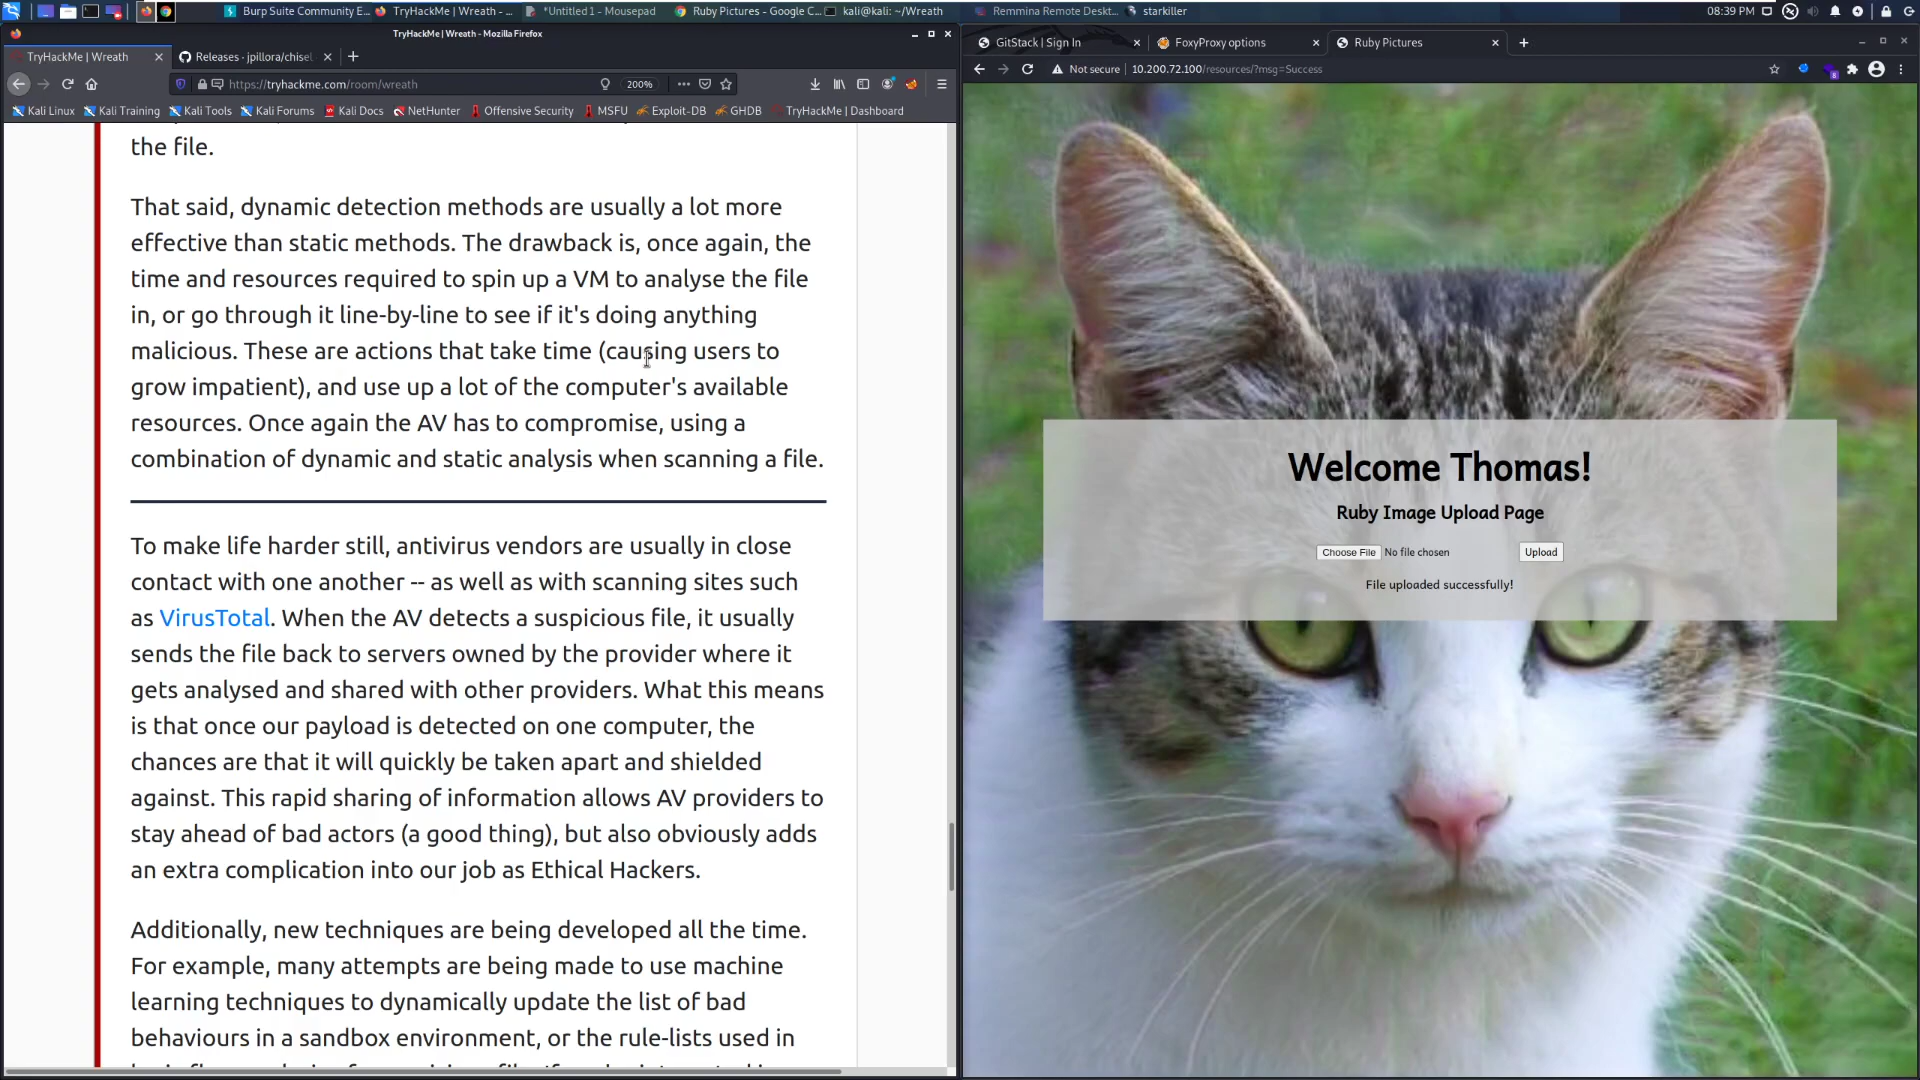 Burp Suite Community E...
TryHackMe | Wreath - ...
*Untitled 1 - Mousepad
Ruby Pictures - Google C...
kali@kali: ~/Wreath
Remmina Remote Deskt...
starkiller
08:39 PM
TryHackMe | Wreath - Mozilla Firefox
TryHackMe | Wreath
Releases · jpillora/chisel
https://tryhackme.com/room/wreath
200%
Kali Linux
Kali Training
Kali Tools
Kali Forums
Kali Docs
NetHunter
Offensive Security
MSFU
Exploit-DB
GHDB
TryHackMe | Dashboard
the file.
That said, dynamic detection methods are usually a lot more
effective than static methods. The drawback is, once again, the
time and resources required to spin up a VM to analyse the file
in, or go through it line-by-line to see if it's doing anything
malicious. These are actions that take time (causing users to
grow impatient), and use up a lot of the computer's available
resources. Once again the AV has to compromise, using a
combination of dynamic and static analysis when scanning a file.
To make life harder still, antivirus vendors are usually in close
contact with one another -- as well as with scanning sites such
as VirusTotal. When the AV detects a suspicious file, it usually
sends the file back to servers owned by the provider where it
gets analysed and shared with other providers. What this means
is that once our payload is detected on one computer, the
chances are that it will quickly be taken apart and shielded
against. This rapid sharing of information allows AV providers to
stay ahead of bad actors (a good thing), but also obviously adds
an extra complication into our job as Ethical Hackers.
Additionally, new techniques are being developed all the time.
For example, many attempts are being made to use machine
learning techniques to dynamically update the list of bad
behaviours in a sandbox environment, or the rule-lists used in
GitStack | Sign In
FoxyProxy options
Ruby Pictures
Not secure
10.200.72.100/resources/?msg=Success
Welcome Thomas!
Ruby Image Upload Page
Choose File
No file chosen
Upload
File uploaded successfully!